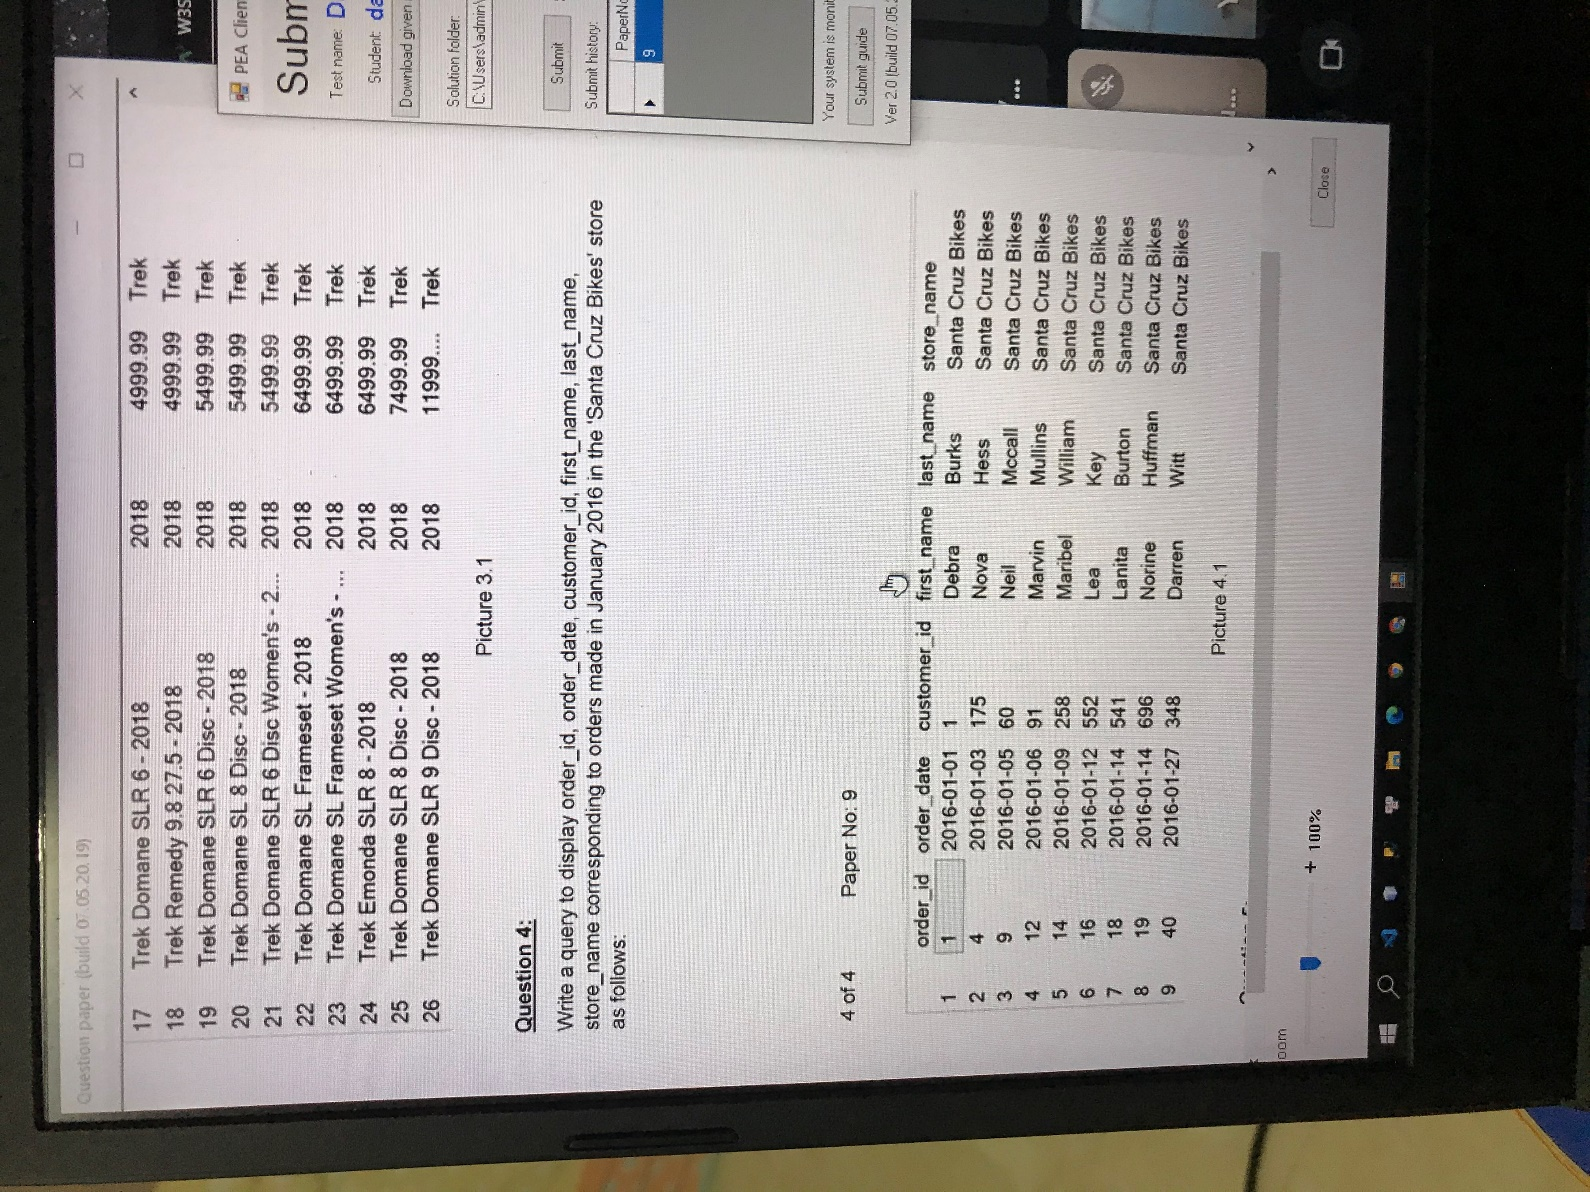 Question paper (build 07.05.20.19)
17 Trek Domane SLR 6 - 2018 2018 4999.99 Trek
18 Trek Remedy 9.8 27.5 - 2018 2018 4999.99 Trek
19 Trek Domane SLR 6 Disc - 2018 2018 5499.99 Trek
20 Trek Domane SL 8 Disc - 2018 2018 5499.99 Trek
21 Trek Domane SLR 6 Disc Women's - 2... 2018 5499.99 Trek
22 Trek Domane SL Frameset - 2018 2018 6499.99 Trek
23 Trek Domane SL Frameset Women's - ... 2018 6499.99 Trek
24 Trek Emonda SLR 8 - 2018 2018 6499.99 Trek
25 Trek Domane SLR 8 Disc - 2018 2018 7499.99 Trek
26 Trek Domane SLR 9 Disc - 2018 2018 11999.... Trek
Picture 3.1
Question 4:
Write a query to display order_id, order_date, customer_id, first_name, last_name,
store_name corresponding to orders made in January 2016 in the 'Santa Cruz Bikes' store
as follows:
4 of 4 Paper No: 9
order_id order_date customer_id first_name last_name store_name
1 1 2016-01-01 1 Debra Burks Santa Cruz Bikes
2 4 2016-01-03 175 Nova Hess Santa Cruz Bikes
3 9 2016-01-05 60 Neil Mccall Santa Cruz Bikes
4 12 2016-01-06 91 Marvin Mullins Santa Cruz Bikes
5 14 2016-01-09 258 Maribel William Santa Cruz Bikes
6 16 2016-01-12 552 Lea Key Santa Cruz Bikes
7 18 2016-01-14 541 Lanita Burton Santa Cruz Bikes
8 19 2016-01-14 696 Norine Huffman Santa Cruz Bikes
9 40 2016-01-27 348 Darren Witt Santa Cruz Bikes
Picture 4.1
oom
+ 100%
Close
W3S
PEA Clien
Subm
Test name: D
Student: da
Download given
Solution folder:
C:\Users\admin\
Submit
Submit history:
PaperNo
9
Your system is monit
Submit guide
Ver 2.0 (build 07.05.2